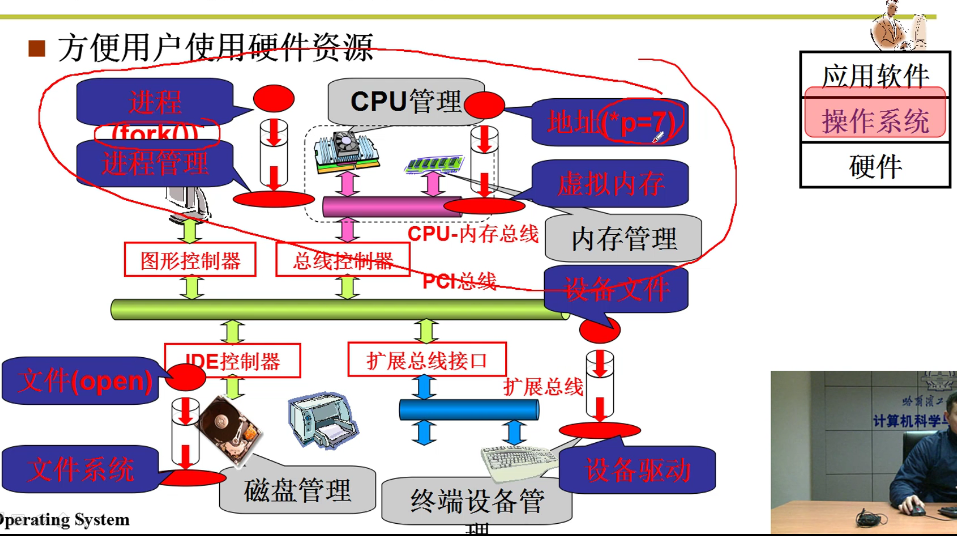 方便用户使用硬件资源
应用软件
操作系统
硬件
进程
(fork())
进程管理
CPU管理
地址(*p=7)
虚拟内存
内存管理
CPU-内存总线
图形控制器
总线控制器
PCI总线
设备文件
IDE控制器
扩展总线接口
扩展总线
文件(open)
文件系统
磁盘管理
终端设备管
理
设备驱动
Operating System
计算机科学